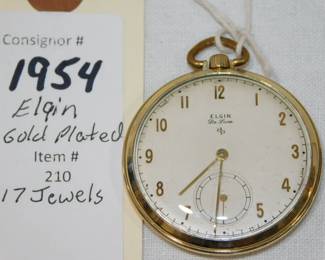 Consignor #
1954
Elgin
Gold Plated
Item #
210
17 Jewels
ELGIN
De Luxe
12
1
2
3
4
5
7
8
9
10
11